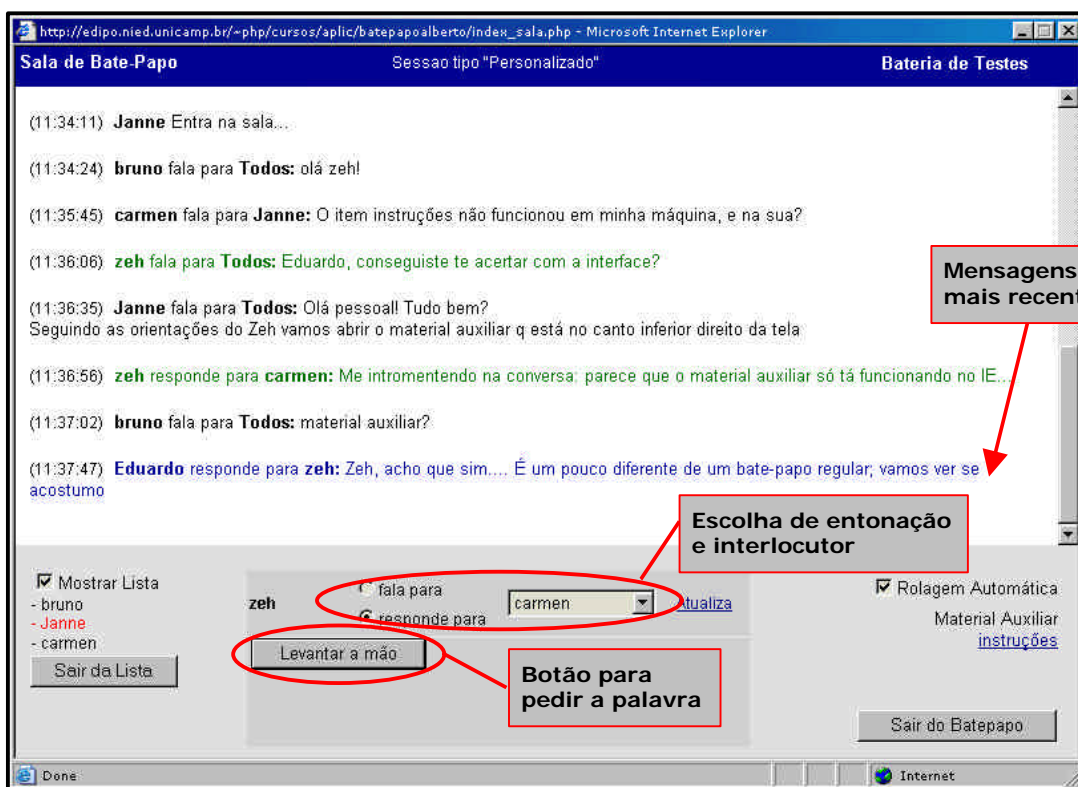 http://edipo.nied.unicamp.br/~php/cursos/aplic/batepapoalberto/index_sala.php - Microsoft Internet Explorer
Sala de Bate-Papo Sessao tipo "Personalizado" Bateria de Testes
(11:34:11) Janne Entra na sala...
(11:34:24) bruno fala para Todos: olá zeh!
(11:35:45) carmen fala para Janne: O item instruções não funcionou em minha máquina, e na sua?
(11:36:06) zeh fala para Todos: Eduardo, conseguiste te acertar com a interface?
Mensagens
mais recent
(11:36:35) Janne fala para Todos: Olá pessoal! Tudo bem?
Seguindo as orientações do Zeh vamos abrir o material auxiliar q está no canto inferior direito da tela
(11:36:56) zeh responde para carmen: Me intromentendo na conversa: parece que o material auxiliar só tá funcionando no IE...
(11:37:02) bruno fala para Todos: material auxiliar?
(11:37:47) Eduardo responde para zeh: Zeh, acho que sim.... É um pouco diferente de um bate-papo regular; vamos ver se
acostumo
Escolha de entonação
e interlocutor
Mostrar Lista
- bruno
- Janne
- carmen
Sair da Lista
zeh
fala para
responde para
carmen
Atualiza
Levantar a mão
Botão para
pedir a palavra
Rolagem Automática
Material Auxiliar
instruções
Sair do Batepapo
Done Internet